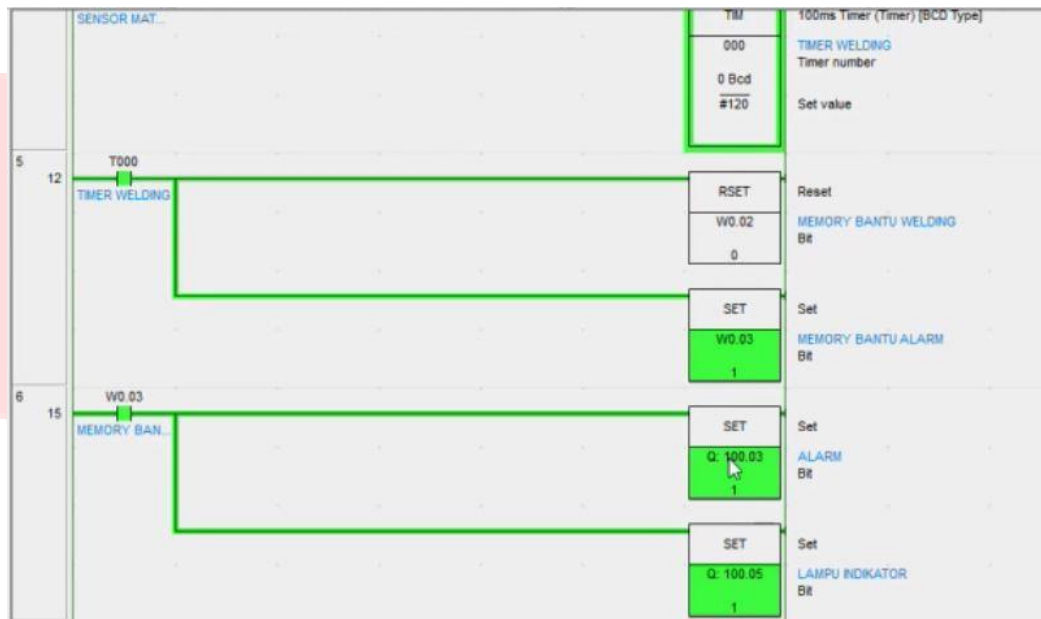 SENSOR MAT...
TIM
100ms Timer (Timer) [BCD Type]
000
TIMER WELDING
Timer number
0 Bcd
#120
Set value
5
12
T000
TIMER WELDING
RSET
Reset
W0.02
MEMORY BANTU WELDING
Bit
0
SET
Set
W0.03
MEMORY BANTU ALARM
Bit
1
6
15
W0.03
MEMORY BAN...
SET
Set
Q: 100.03
ALARM
Bit
1
SET
Set
Q: 100.05
LAMPU INDIKATOR
Bit
1